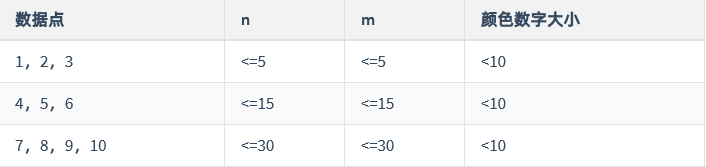 数据点 n m 颜色数字大小
1, 2, 3 <=5 <=5 <10
4, 5, 6 <=15 <=15 <10
7, 8, 9, 10 <=30 <=30 <10